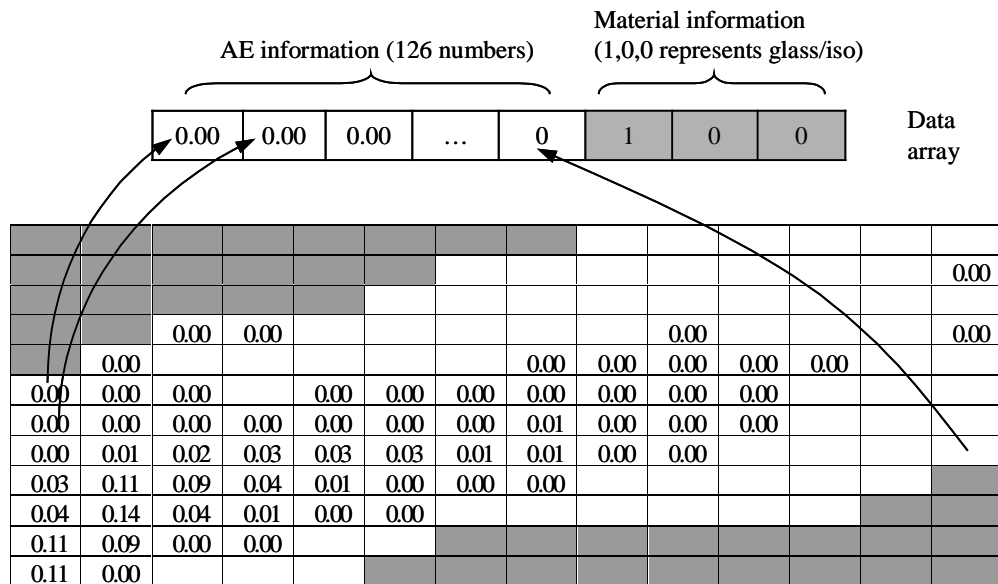 Material information
AE information (126 numbers) (1,0,0 represents glass/iso)
0.00 0.00 0.00 … 0 1 0 0 Data
array
0.00
0.00 0.00 0.00 0.00
0.00 0.00 0.00 0.00 0.00 0.00
0.00 0.00 0.00 0.00 0.00 0.00 0.00 0.00 0.00 0.00
0.00 0.00 0.00 0.00 0.00 0.00 0.00 0.01 0.00 0.00 0.00
0.00 0.01 0.02 0.03 0.03 0.03 0.01 0.01 0.00 0.00
0.03 0.11 0.09 0.04 0.01 0.00 0.00 0.00
0.04 0.14 0.04 0.01 0.00 0.00
0.11 0.09 0.00 0.00
0.11 0.00